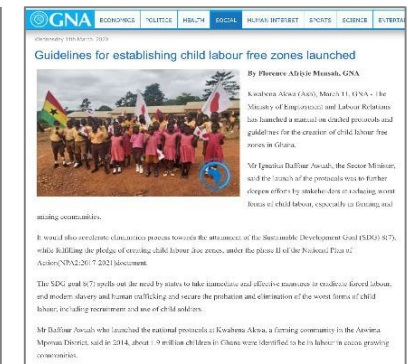 GNA
ECONOMICS POLITICS HEALTH SOCIAL HUMAN INTEREST SPORTS SCIENCE ENTERTAI
Wednesday 11th March, 2020
Guidelines for establishing child labour free zones launched
By Florence Afriyie Mensah, GNA
Kwabena Akwa (A/S), March 11, GNA - The
Ministry of Employment and Labour Relations
has launched a manual on drafted protocols and
guidelines for the creation of child labour free
zones in Ghana.
Mr Ignatius Baffour Awuah, the Sector Minister,
said the launch of the protocols was to further
deepen efforts by stakeholders at reducing worst
forms of child labour, especially in farming and
mining communities.
It would also accelerate elimination process towards the attainment of the Sustainable Development Goal (SDG) 8(7),
while fulfilling the pledge of creating child labour free zones, under the phase II of the National Plan of
Action(NPA2:2017-2021)document.
The SDG goal 8(7) spells out the need by states to take immediate and effective measures to eradicate forced labour,
end modern slavery and human trafficking and secure the probation and elimination of the worst forms of child
labour, including recruitment and use of child soldiers.
Mr Baffour Awuah who launched the national protocols at Kwabena Akwa, a farming community in the Atwima
Mponua District, said in 2014, about 1.9 million children in Ghana were identified to be in labour in cocoa growing
communities.